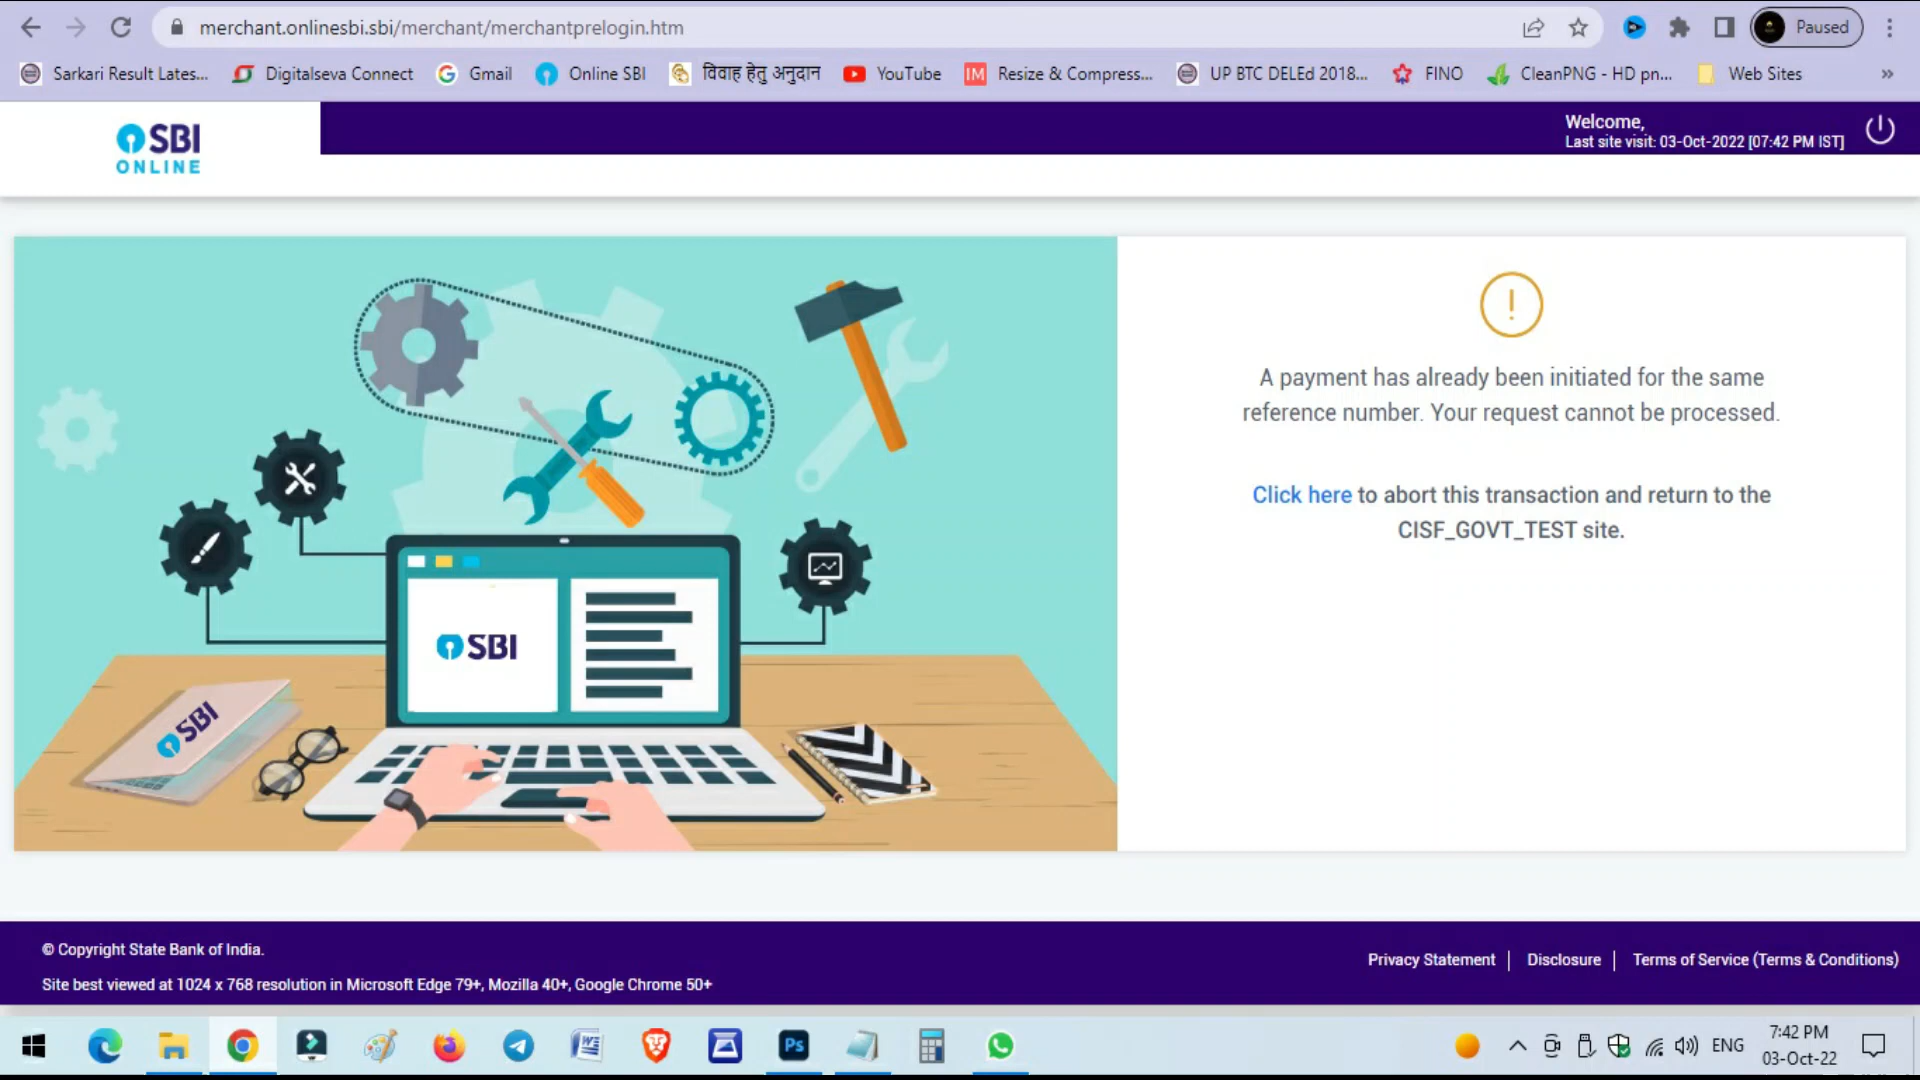 merchant.onlinesbi.sbi/merchant/merchantprelogin.htm
Paused
Sarkari Result Lates...
Digitalseva Connect
Gmail
Online SBI
विवाह हेतु अनुदान
YouTube
IM
Resize & Compress...
UP BTC DELEd 2018...
FINO
CleanPNG - HD pn...
Web Sites
»
SBI
ONLINE
Welcome,
Last site visit: 03-Oct-2022 [07:42 PM IST]
A payment has already been initiated for the same
reference number. Your request cannot be processed.
Click here to abort this transaction and return to the
CISF_GOVT_TEST site.
SBI
SBI
© Copyright State Bank of India.
Site best viewed at 1024 x 768 resolution in Microsoft Edge 79+, Mozilla 40+, Google Chrome 50+
Privacy Statement
Disclosure
Terms of Service (Terms & Conditions)
Ps
ENG
7:42 PM
03-Oct-22